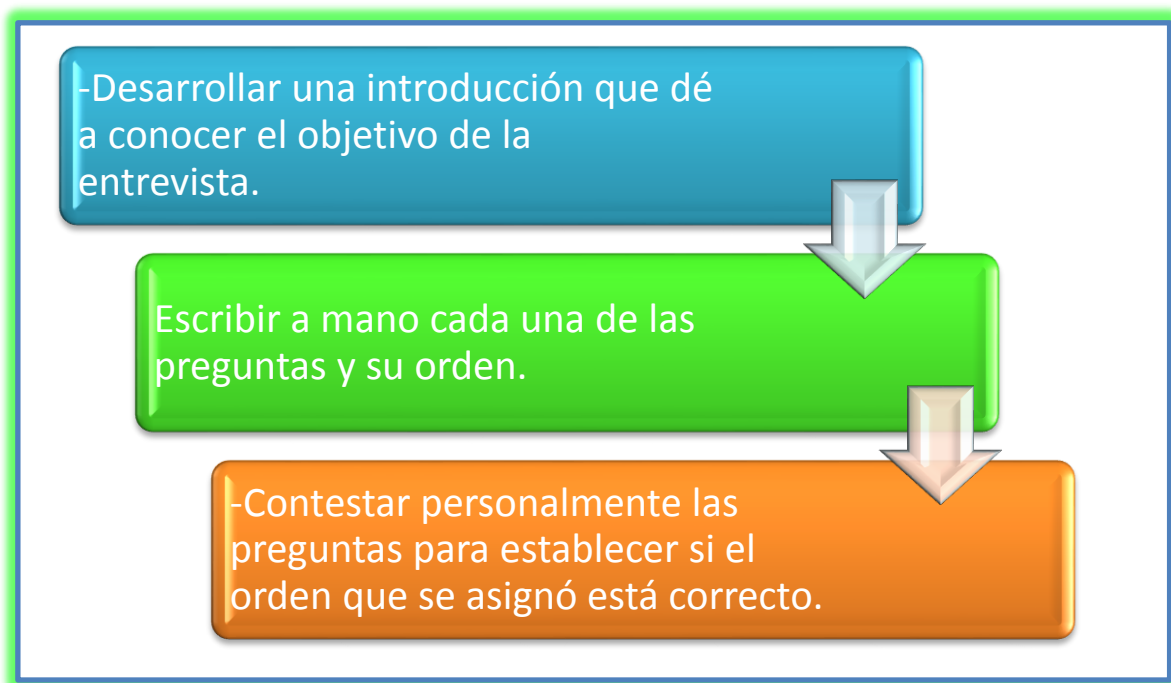 -Desarrollar una introducción que dé
a conocer el objetivo de la
entrevista.
Escribir a mano cada una de las
preguntas y su orden.
-Contestar personalmente las
preguntas para establecer si el
orden que se asignó está correcto.